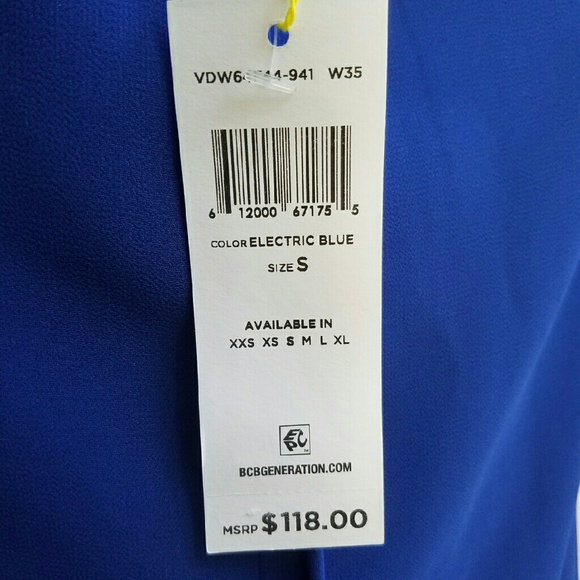 W35
6 12000 67175 5
COLOR ELECTRIC BLUE
SIZE S
AVAILABLE IN
XXS XS S M L XL
BCBGENERATION.COM
MSRP $118.00